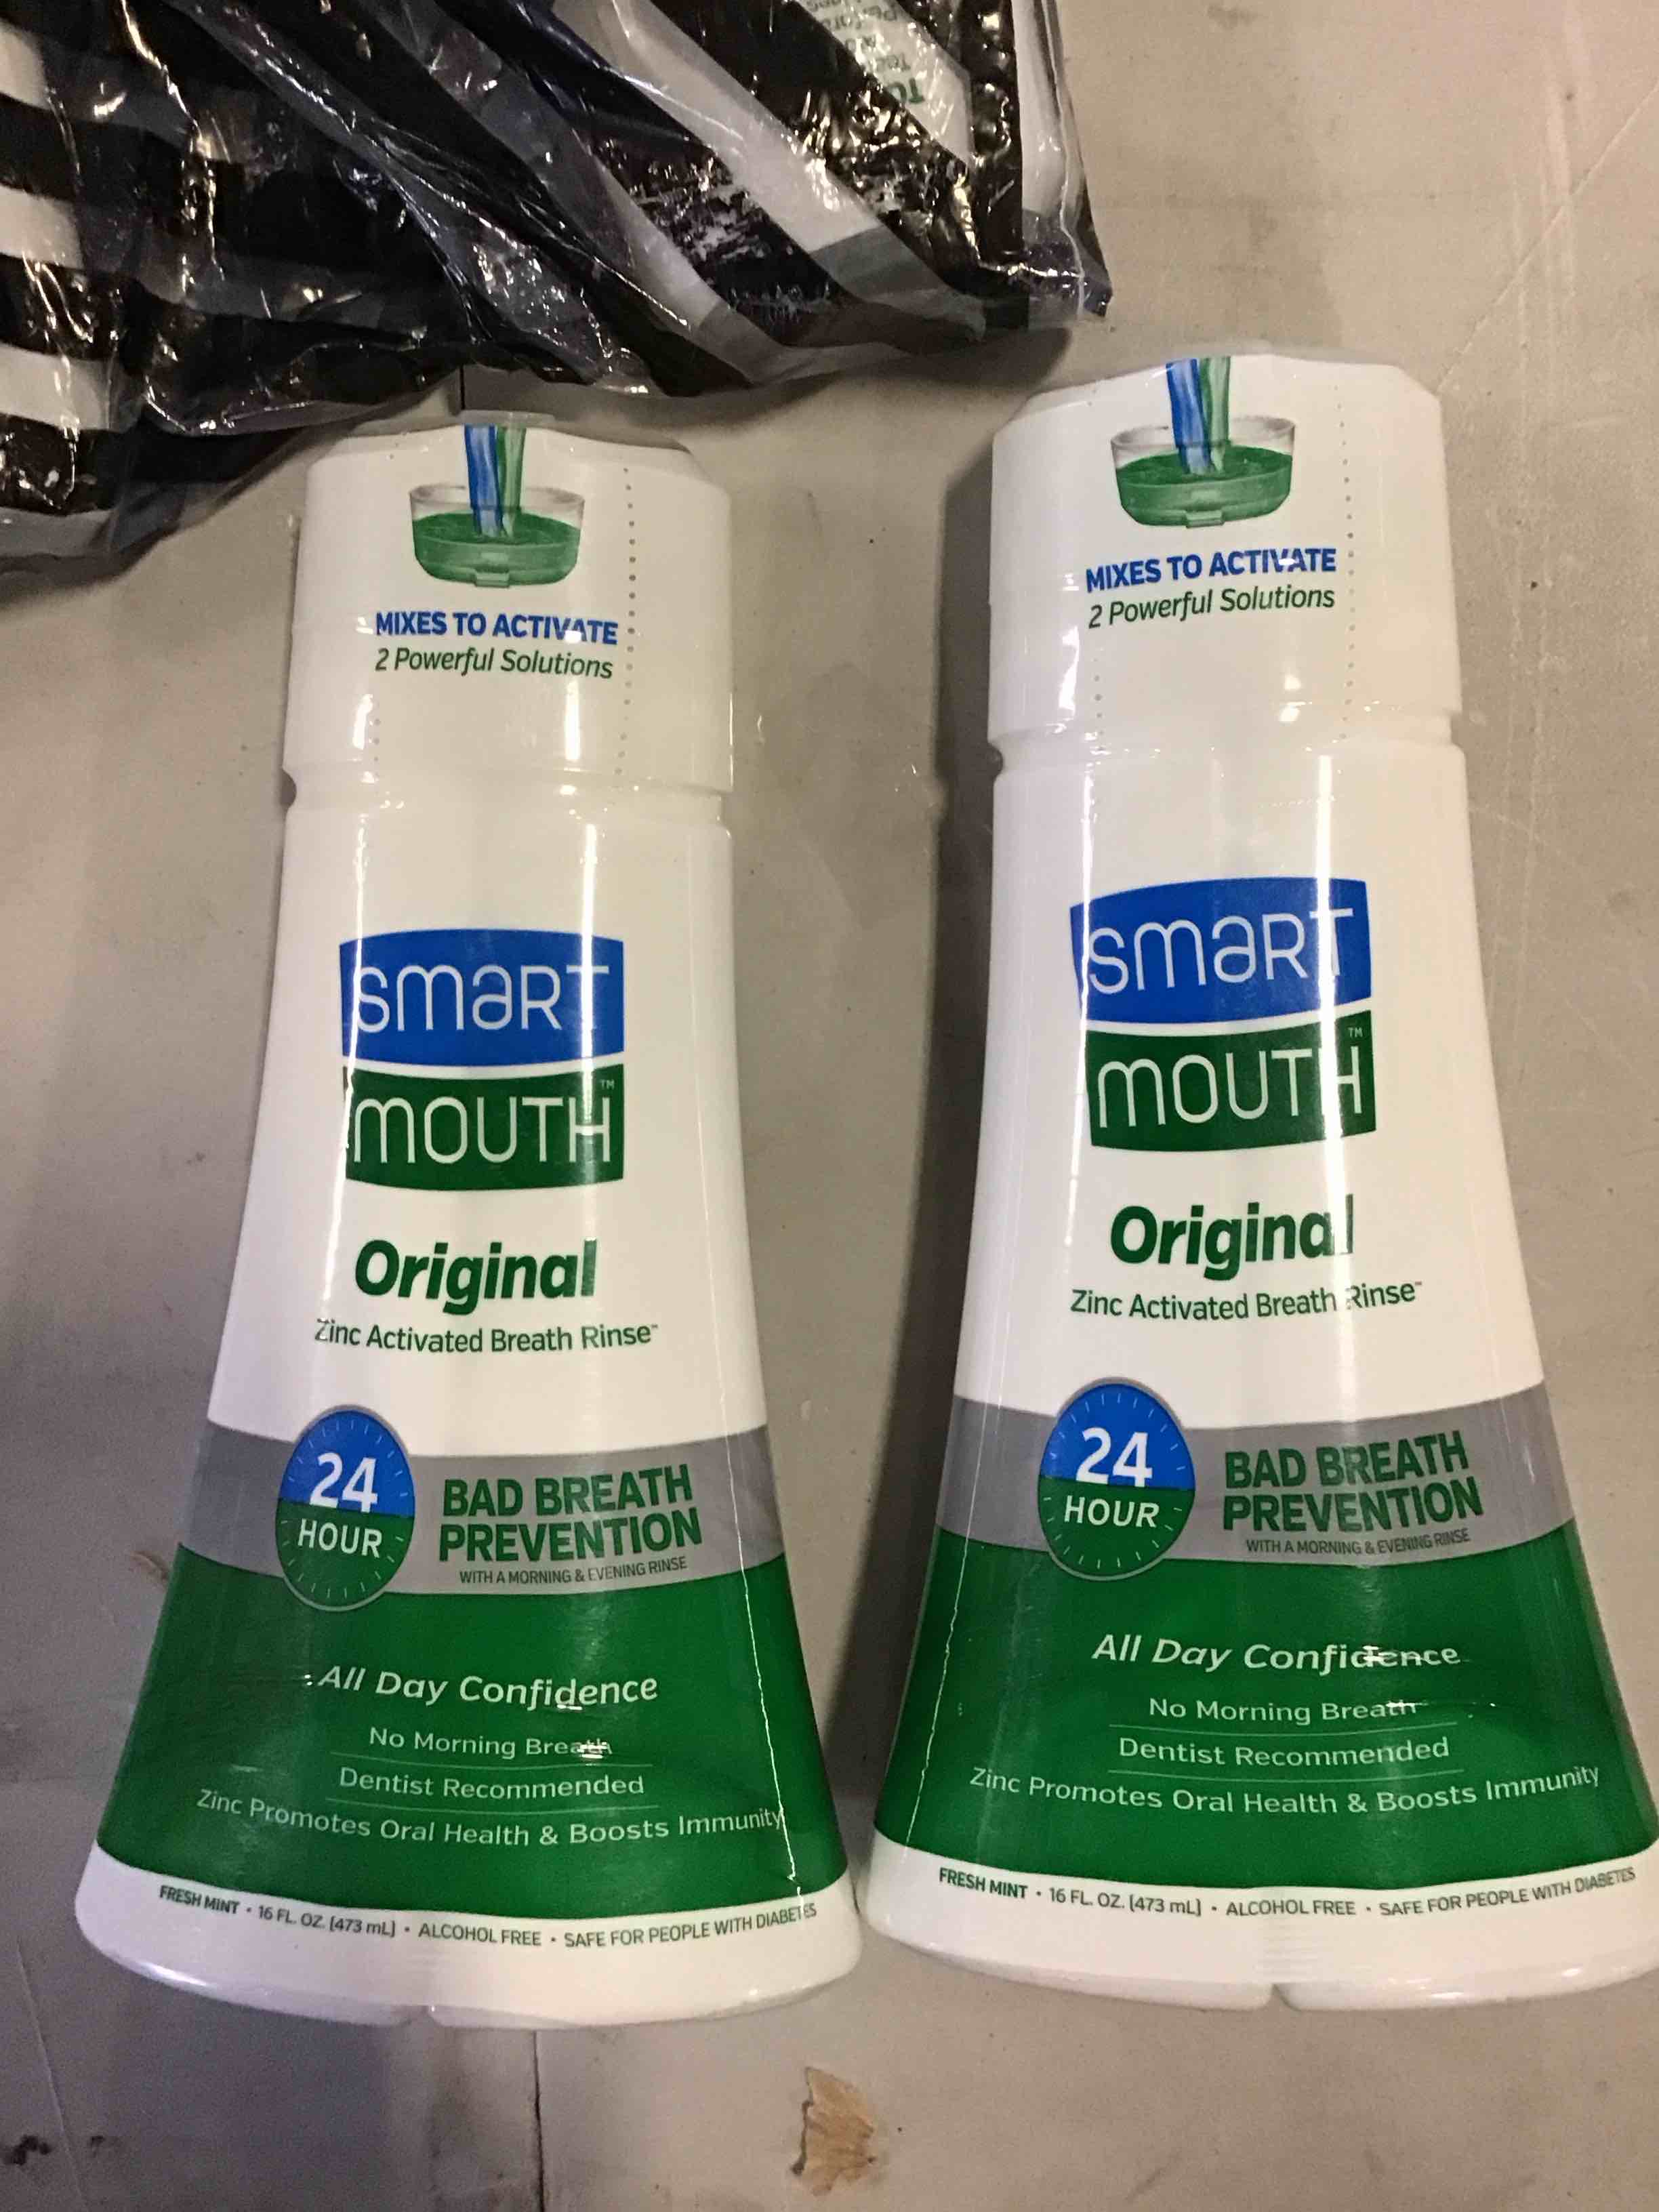 MIXES TO ACTIVATE
2 Powerful Solutions
smart
mouth™
Original
Zinc Activated Breath Rinse™
24
HOUR
BAD BREATH
PREVENTION
WITH A MORNING & EVENING RINSE
All Day Confidence
No Morning Breath
Dentist Recommended
Zinc Promotes Oral Health & Boosts Immunity
FRESH MINT • 16 FL. OZ. [473 mL] • ALCOHOL FREE • SAFE FOR PEOPLE WITH DIABETES
MIXES TO ACTIVATE
2 Powerful Solutions
smart
mouth™
Original
Zinc Activated Breath Rinse™
24
HOUR
BAD BREATH
PREVENTION
WITH A MORNING & EVENING RINSE
All Day Confidence
No Morning Breath
Dentist Recommended
Zinc Promotes Oral Health & Boosts Immunity
FRESH MINT • 16 FL. OZ. [473 mL] • ALCOHOL FREE • SAFE FOR PEOPLE WITH DIABETES